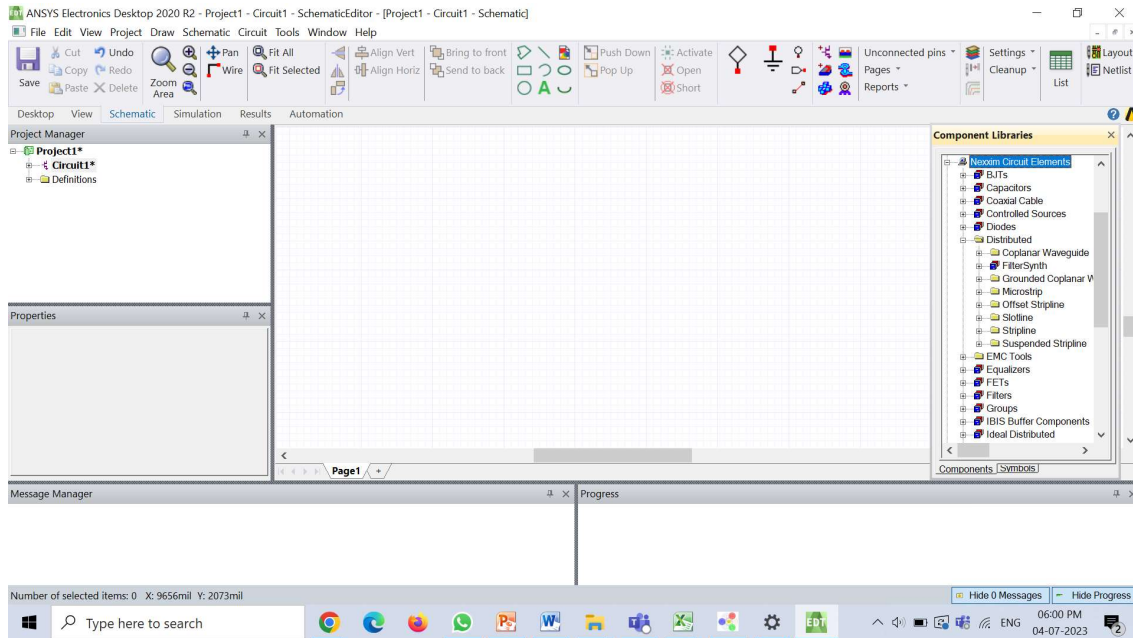 ANSYS Electronics Desktop 2020 R2 - Project1 - Circuit1 - SchematicEditor - [Project1 - Circuit1 - Schematic]
File Edit View Project Draw Schematic Circuit Tools Window Help
Save
Cut
Copy
Paste
Undo
Redo
Delete
Zoom Area
Pan
Wire
Fit All
Fit Selected
Align Vert
Align Horiz
Bring to front
Send to back
A
Push Down
Pop Up
Activate
Open
Short
Unconnected pins
Pages
Reports
Settings
Cleanup
List
Layout
Netlist
Desktop View Schematic Simulation Results Automation
Project Manager
Project1*
Circuit1*
Definitions
Properties
Component Libraries
Nexxim Circuit Elements
BJTs
Capacitors
Coaxial Cable
Controlled Sources
Diodes
Distributed
Coplanar Waveguide
FilterSynth
Grounded Coplanar W
Microstrip
Offset Stripline
Slotline
Stripline
Suspended Stripline
EMC Tools
Equalizers
FETs
Filters
Groups
IBIS Buffer Components
Ideal Distributed
Components Symbols
Page1 +
Message Manager
Progress
Number of selected items: 0 X: 9656mil Y: 2073mil
Hide 0 Messages
Hide Progress
Type here to search
EDT
ENG
06:00 PM
04-07-2023
2